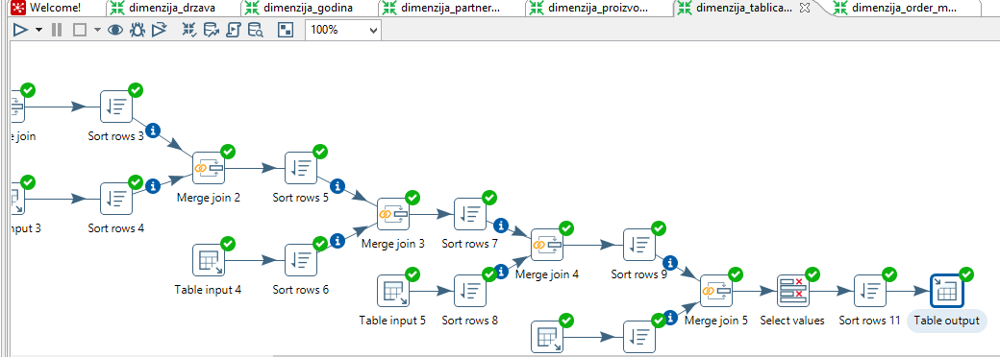 Welcome!
dimenzija_drzava
dimenzija_godina
dimenzija_partner...
dimenzija_proizvo...
dimenzija_tablica...
dimenzija_order_m...
100%
e join
Sort rows 3
Merge join 2
Sort rows 5
nput 3
Sort rows 4
Merge join 3
Sort rows 7
Table input 4
Sort rows 6
Merge join 4
Sort rows 9
Table input 5
Sort rows 8
Merge join 5
Select values
Sort rows 11
Table output